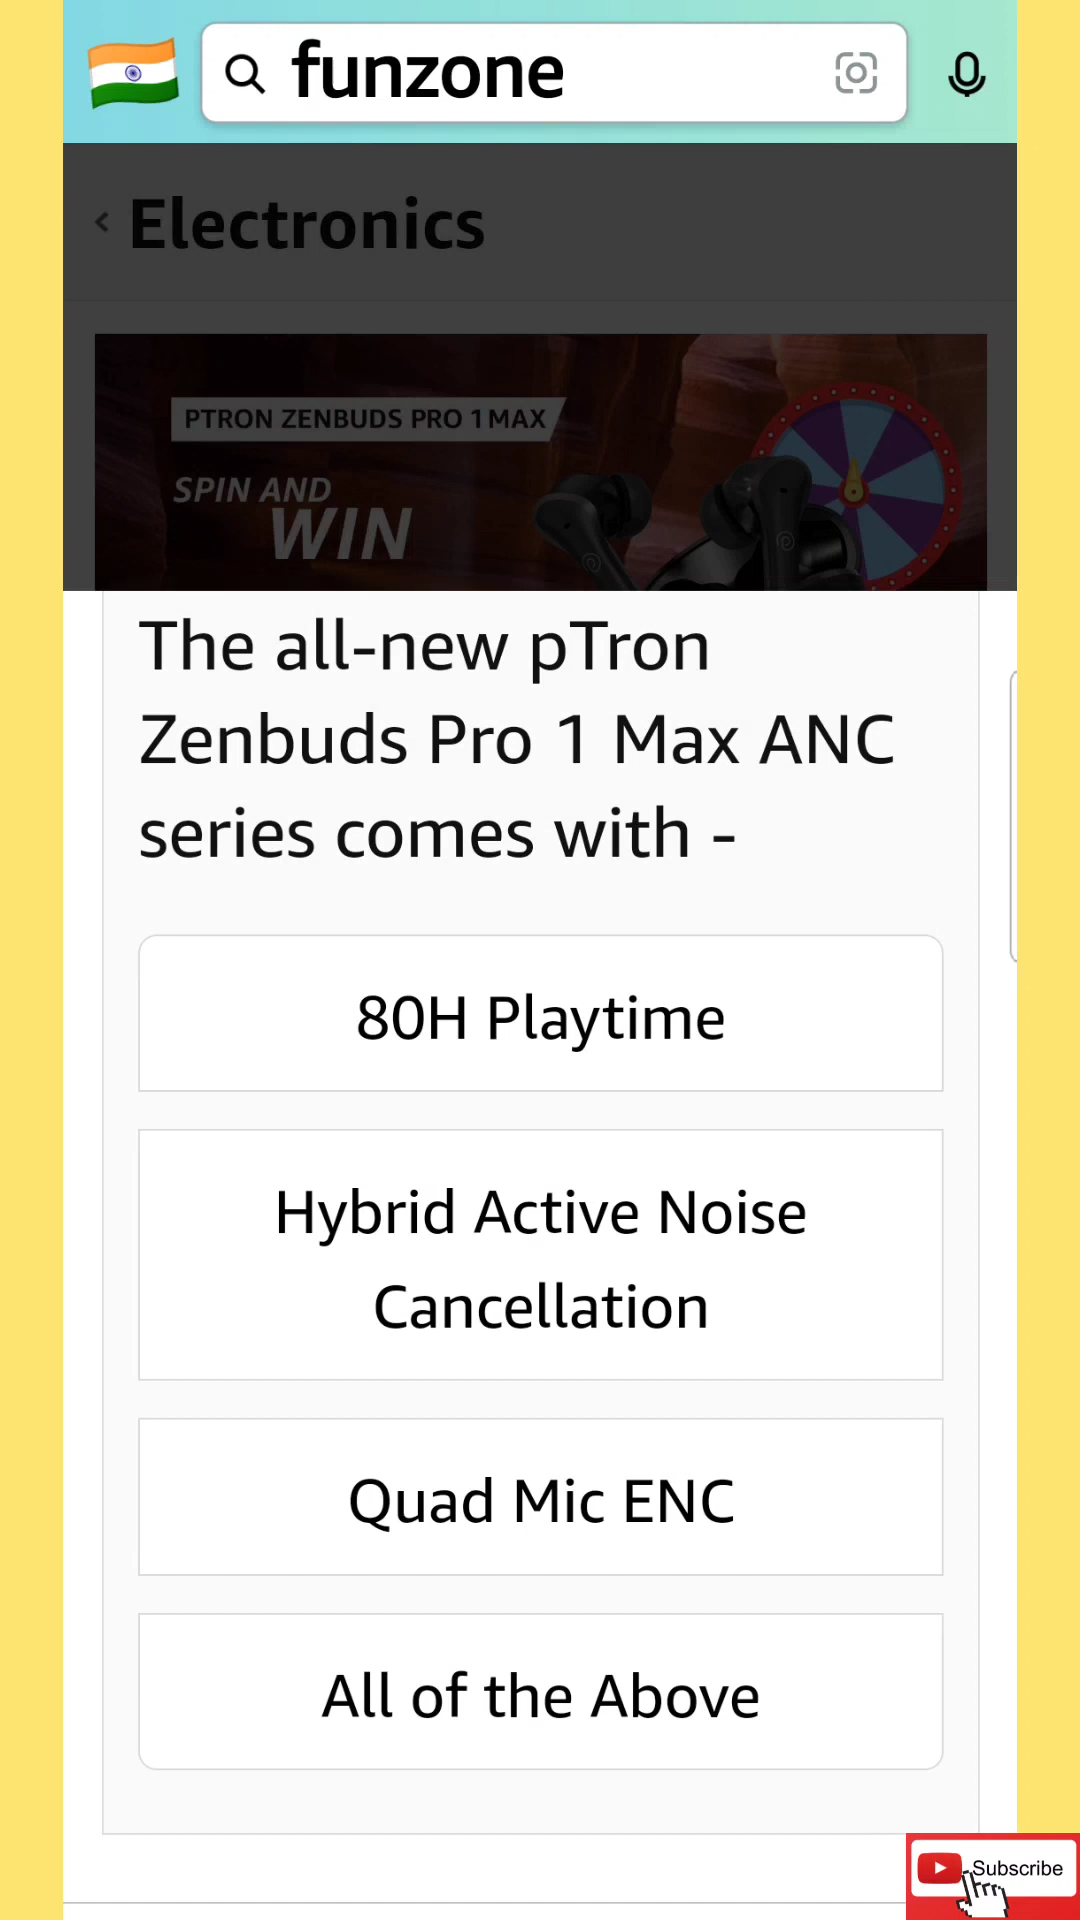 funzone
Electronics
PTRON ZENBUDS PRO 1 MAX
SPIN AND
WIN
The all-new pTron
Zenbuds Pro 1 Max ANC
series comes with -
80H Playtime
Hybrid Active Noise
Cancellation
Quad Mic ENC
All of the Above
Subscribe